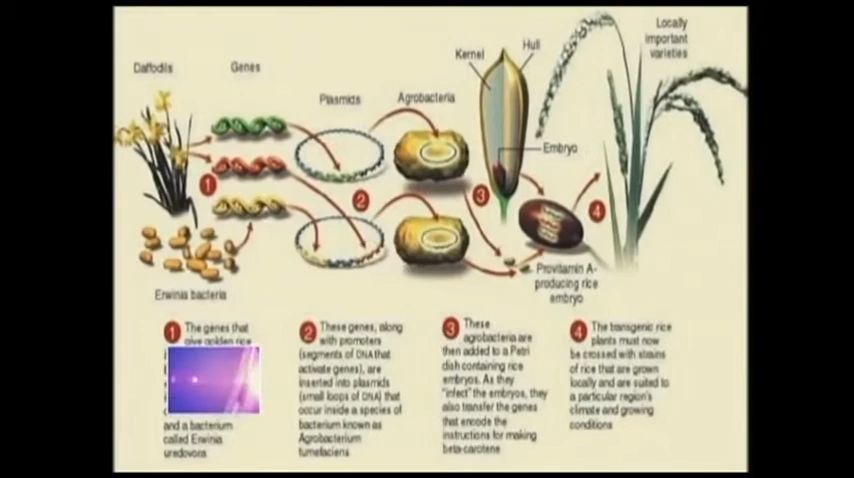 Daffodils
Genes
Plasmids
Agrobacteria
Kernel
Hull
Locally
important
varieties
Embryo
1
2
3
4
Erwinia bacteria
Provitamin A-
producing rice
embryo
1 The genes that
give golden rice
and a bacterium
called Erwinia
uredovora
2 These genes, along
with promoters
(segments of DNA that
activate genes), are
inserted into plasmids
(small loops of DNA) that
occur inside a species of
bacterium known as
Agrobacterium
tumefaciens
3 These
agrobacteria are
then added to a Petri
dish containing rice
embryos. As they
"infect" the embryos, they
also transfer the genes
that encode the
instructions for making
beta-carotene
4 The transgenic rice
plants must now
be crossed with strains
of rice that are grown
locally and are suited to
a particular region's
climate and growing
conditions